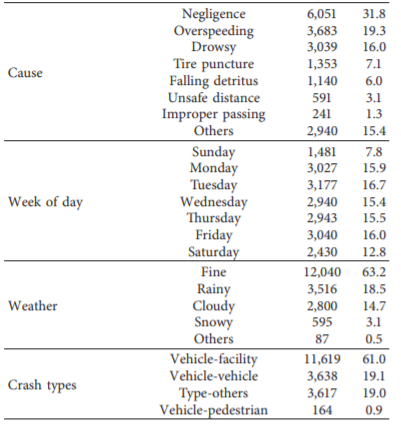 Negligence 6,051 31.8
Overspeeding 3,683 19.3
Drowsy 3,039 16.0
Tire puncture 1,353 7.1
Cause Falling detritus 1,140 6.0
Unsafe distance 591 3.1
Improper passing 241 1.3
Others 2,940 15.4
Sunday 1,481 7.8
Monday 3,027 15.9
Tuesday 3,177 16.7
Week of day Wednesday 2,940 15.4
Thursday 2,943 15.5
Friday 3,040 16.0
Saturday 2,430 12.8
Fine 12,040 63.2
Rainy 3,516 18.5
Weather Cloudy 2,800 14.7
Snowy 595 3.1
Others 87 0.5
Vehicle-facility 11,619 61.0
Crash types Vehicle-vehicle 3,638 19.1
Type-others 3,617 19.0
Vehicle-pedestrian 164 0.9